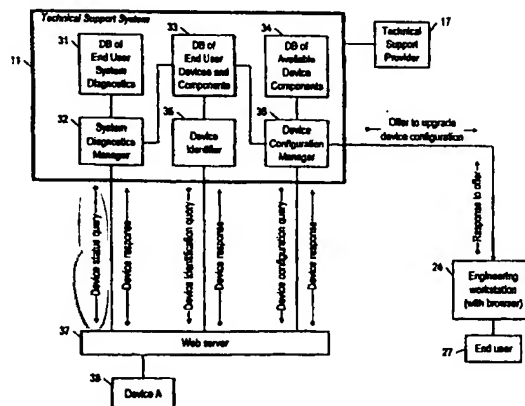 Technical Support System
11
31
DB of
End User
System
Diagnostics
33
DB of
End User
Devices and
Components
34
DB of
Available
Device
Components
17
Technical
Support
Provider
32
System
Diagnostics
Manager
35
Device
Identifier
36
Device
Configuration
Manager
Offer to upgrade
device configuration
Device status query
Device response
Device identification query
Device response
Device configuration query
Device response
Response to offer
26
Engineering
workstation
(with browser)
27
End user
37
Web server
38
Device A